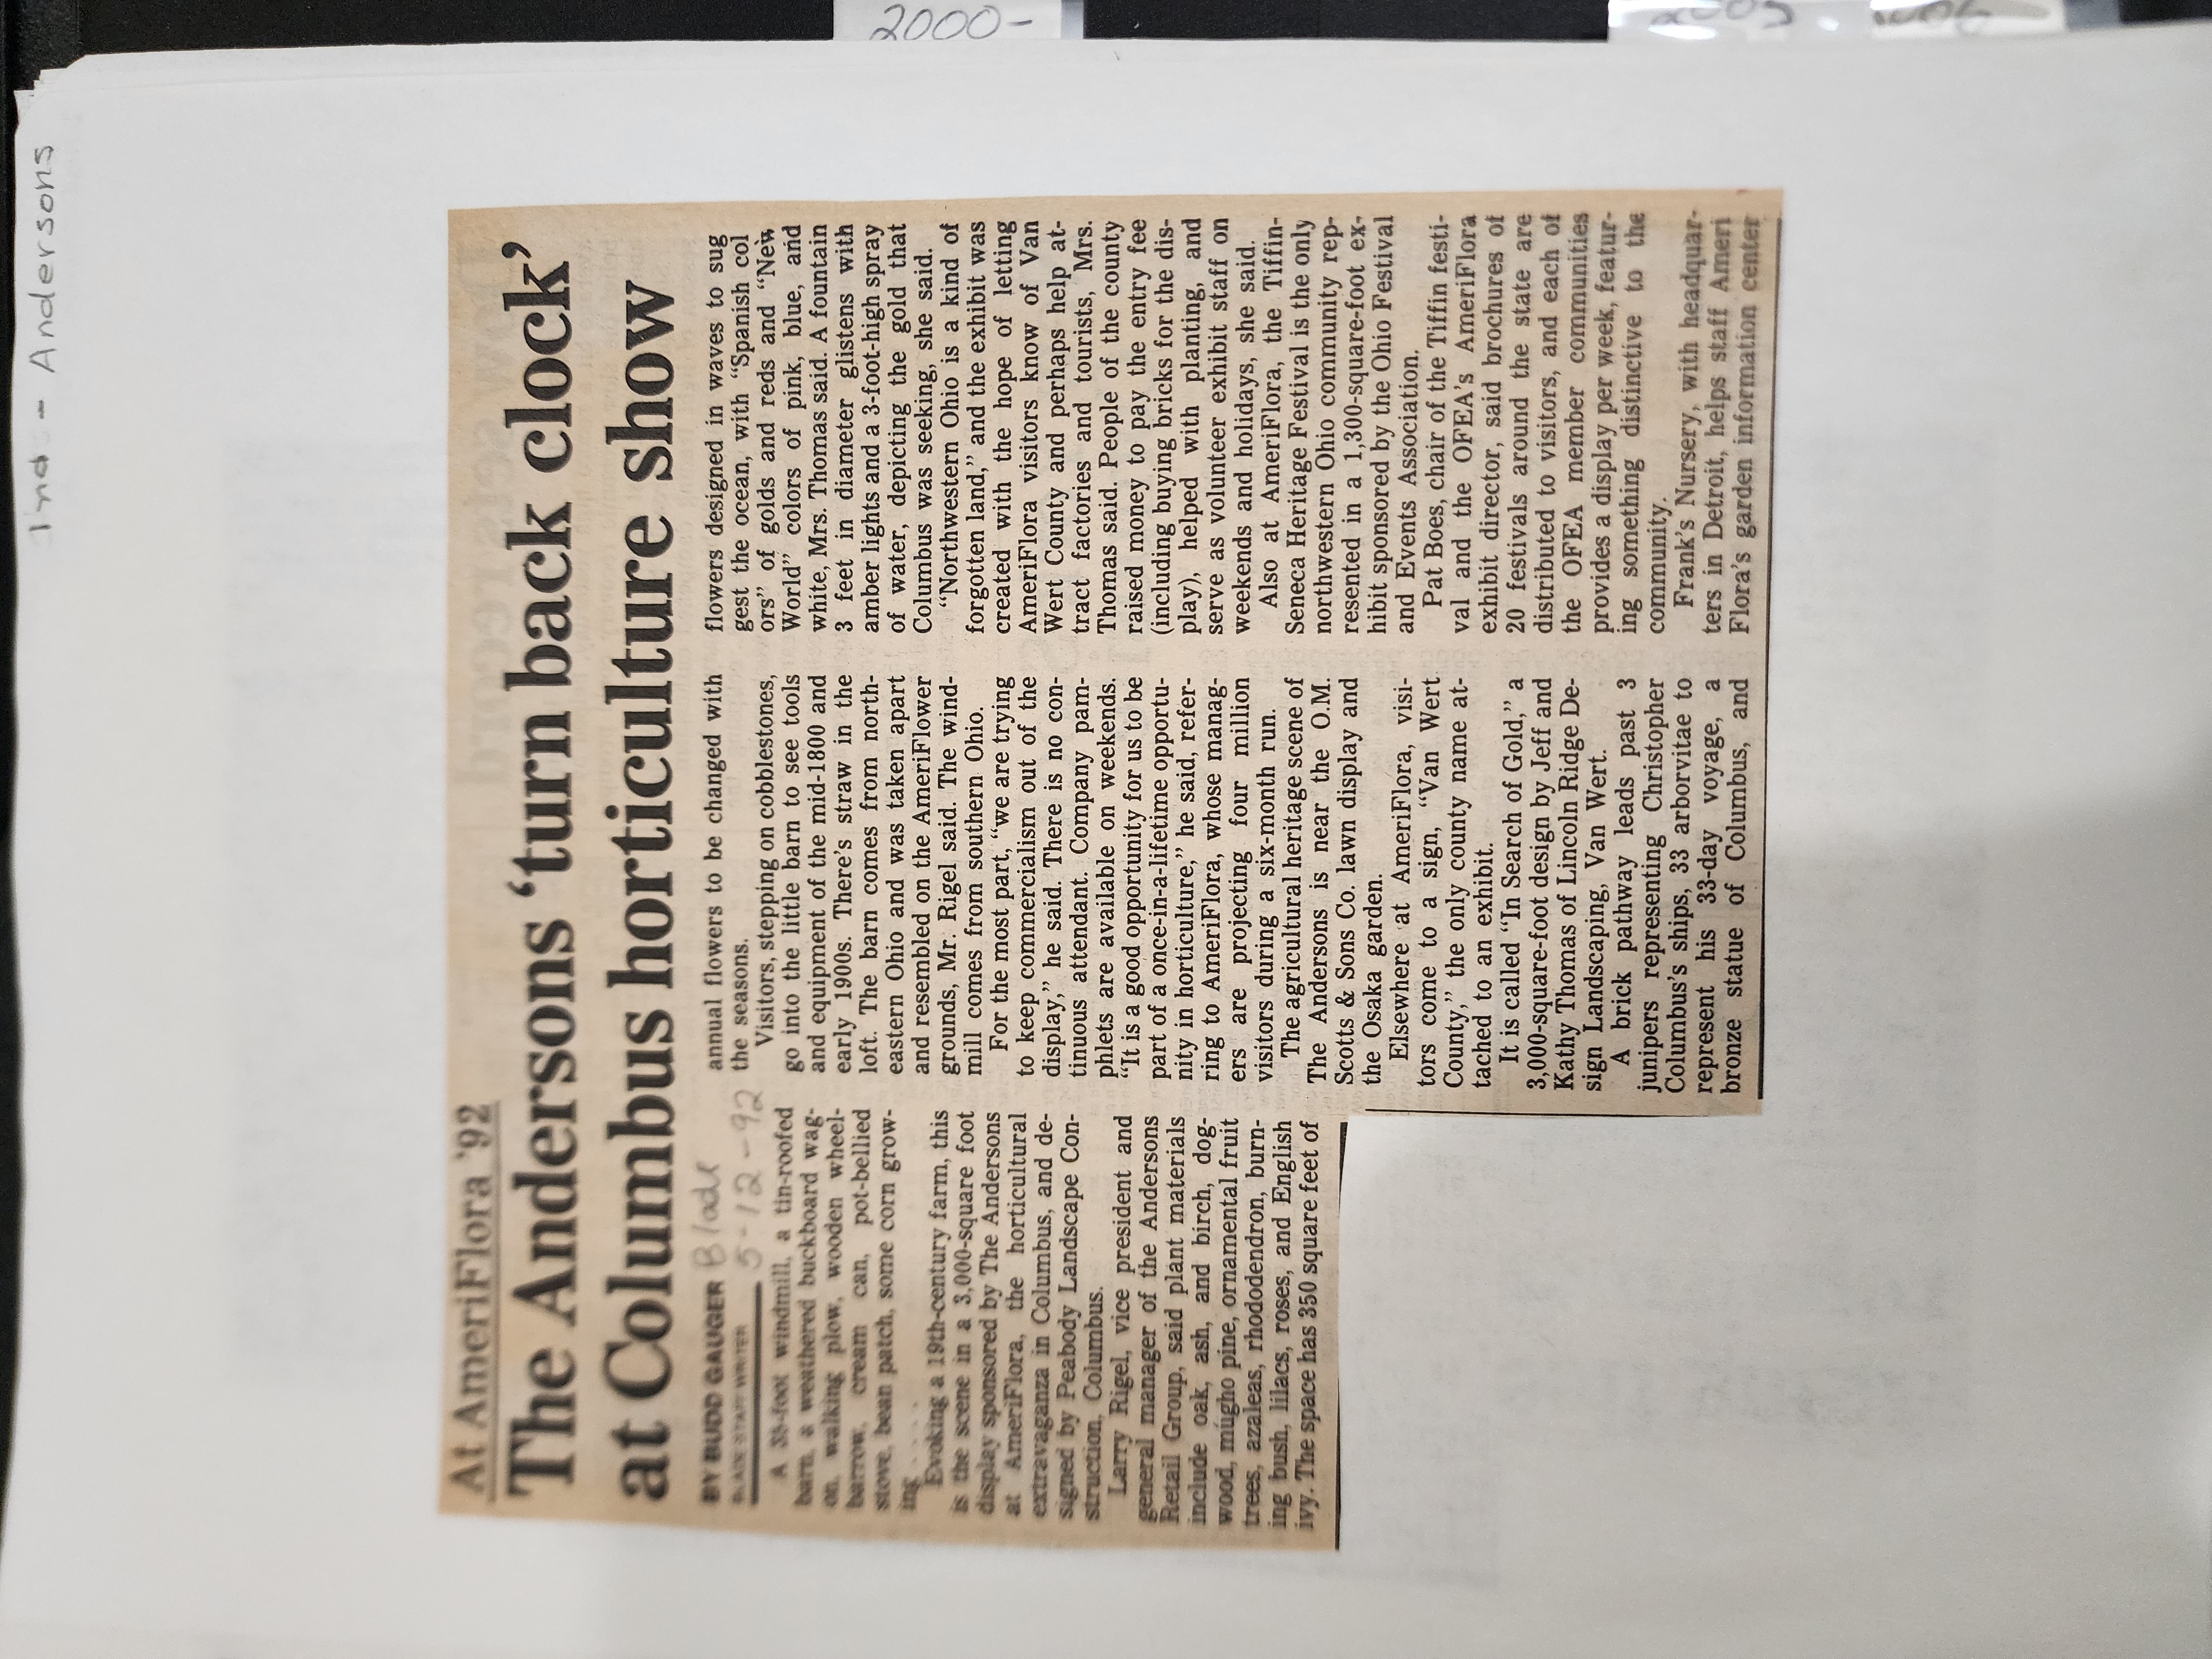 2000-
Ind - Andersons
At AmeriFlora '92
The Andersons 'turn back clock'
at Columbus horticulture show
BY BUDD GAUGER
BLADE STAFF WRITER
Blade
5-12-92
A 38-foot windmill, a tin-roofed
barn, a weathered buckboard wag-
on, walking plow, wooden wheel-
barrow, cream can, pot-bellied
stove, bean patch, some corn grow-
ing . . . .
Evoking a 19th-century farm, this
is the scene in a 3,000-square foot
display sponsored by The Andersons
at AmeriFlora, the horticultural
extravaganza in Columbus, and de-
signed by Peabody Landscape Con-
struction, Columbus.
Larry Rigel, vice president and
general manager of the Andersons
Retail Group, said plant materials
include oak, ash, and birch, dog-
wood, mugho pine, ornamental fruit
trees, azaleas, rhododendron, burn-
ing bush, lilacs, roses, and English
ivy. The space has 350 square feet of
annual flowers to be changed with
the seasons.
Visitors, stepping on cobblestones,
go into the little barn to see tools
and equipment of the mid-1800 and
early 1900s. There's straw in the
loft. The barn comes from north-
eastern Ohio and was taken apart
and resembled on the AmeriFlower
grounds, Mr. Rigel said. The wind-
mill comes from southern Ohio.
For the most part, "we are trying
to keep commercialism out of the
display," he said. There is no con-
tinuous attendant. Company pam-
phlets are available on weekends.
"It is a good opportunity for us to be
part of a once-in-a-lifetime opportu-
nity in horticulture," he said, refer-
ring to AmeriFlora, whose manag-
ers are projecting four million
visitors during a six-month run.
The agricultural heritage scene of
The Andersons is near the O.M.
Scotts & Sons Co. lawn display and
the Osaka garden.
Elsewhere at AmeriFlora, visi-
tors come to a sign, "Van Wert
County," the only county name at-
tached to an exhibit.
It is called "In Search of Gold," a
3,000-square-foot design by Jeff and
Kathy Thomas of Lincoln Ridge De-
sign Landscaping, Van Wert.
A brick pathway leads past 3
junipers representing Christopher
Columbus's ships, 33 arborvitae to
represent his 33-day voyage, a
bronze statue of Columbus, and
flowers designed in waves to sug
gest the ocean, with "Spanish col
ors" of golds and reds and "New
World" colors of pink, blue, and
white, Mrs. Thomas said. A fountain
3 feet in diameter glistens with
amber lights and a 3-foot-high spray
of water, depicting the gold that
Columbus was seeking, she said.
"Northwestern Ohio is a kind of
forgotten land," and the exhibit was
created with the hope of letting
AmeriFlora visitors know of Van
Wert County and perhaps help at-
tract factories and tourists, Mrs.
Thomas said. People of the county
raised money to pay the entry fee
(including buying bricks for the dis-
play), helped with planting, and
serve as volunteer exhibit staff on
weekends and holidays, she said.
Also at AmeriFlora, the Tiffin-
Seneca Heritage Festival is the only
northwestern Ohio community rep-
resented in a 1,300-square-foot ex-
hibit sponsored by the Ohio Festival
and Events Association.
Pat Boes, chair of the Tiffin festi-
val and the OFEA's AmeriFlora
exhibit director, said brochures of
20 festivals around the state are
distributed to visitors, and each of
the OFEA member communities
provides a display per week, featur-
ing something distinctive to the
community.
Frank's Nursery, with headquar-
ters in Detroit, helps staff Ameri
Flora's garden information center